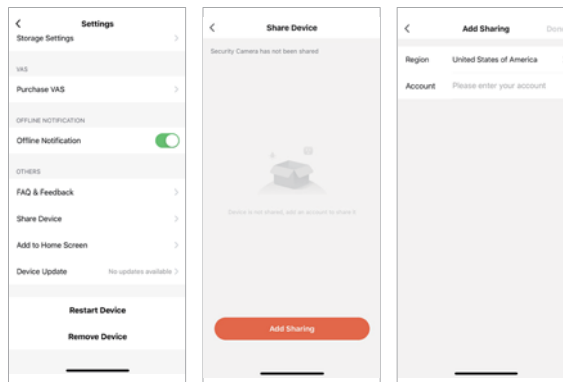 Settings
Storage Settings
VAS
Purchase VAS
OFFLINE NOTIFICATION
Offline Notification
OTHERS
FAQ & Feedback
Share Device
Add to Home Screen
Device Update No updates available
Restart Device
Remove Device
Share Device
Security Camera has not been shared
Device is not shared, add an account to share it
Add Sharing
Add Sharing Done
Region United States of America
Account Please enter your account